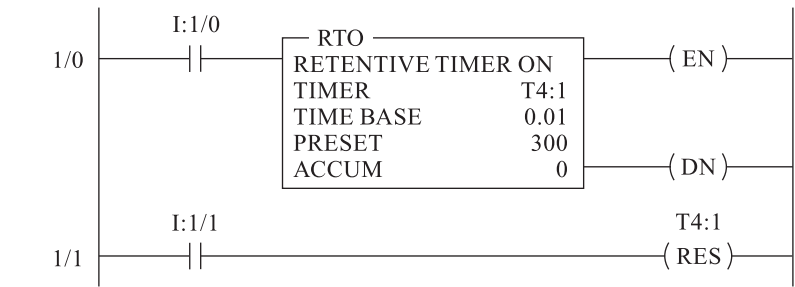 I:1/0
RTO
1/0
RETENTIVE TIMER ON
EN
TIMER T4:1
TIME BASE 0.01
PRESET 300
ACCUM 0
DN
I:1/1
T4:1
1/1
RES